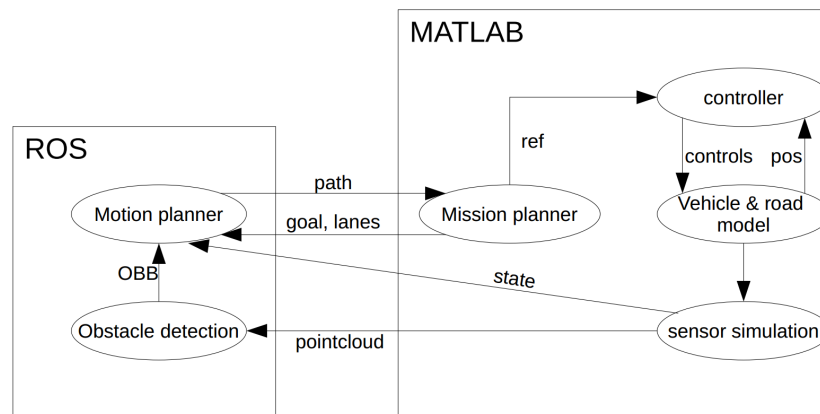 MATLAB
controller
ROS
ref
controls
pos
path
Motion planner
Mission planner
Vehicle & road
model
goal, lanes
OBB
state
Obstacle detection
sensor simulation
pointcloud